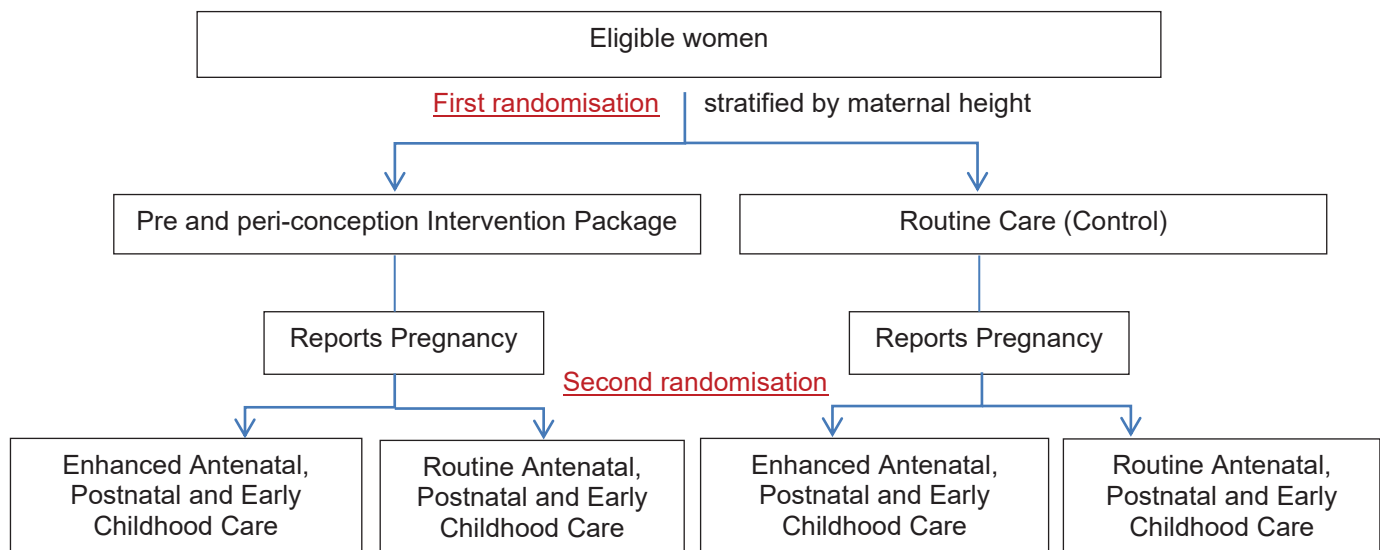 Eligible women
First randomisation stratified by maternal height
Pre and peri-conception Intervention Package
Routine Care (Control)
Reports Pregnancy
Reports Pregnancy
Second randomisation
Enhanced Antenatal,
Postnatal and Early
Childhood Care
Routine Antenatal,
Postnatal and Early
Childhood Care
Enhanced Antenatal,
Postnatal and Early
Childhood Care
Routine Antenatal,
Postnatal and Early
Childhood Care